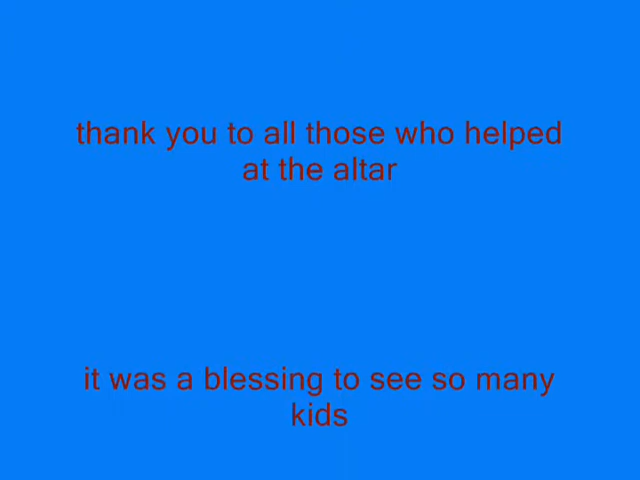 thank you to all those who helped
at the altar
it was a blessing to see so many
kids